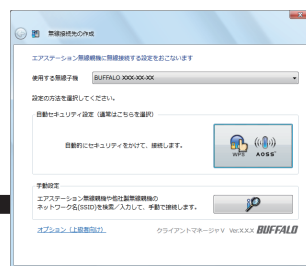 無線接続先の作成
エアステーション無線親機に無線接続する設定をおこないます
使用する無線子機 BUFFALO XXX-XX-XX
設定の方法を選択してください。
自動セキュリティ設定（通常はこちらを選択）
自動的にセキュリティをかけて、接続します。
WPS AOSS
手動設定
エアステーション無線親機や他社製無線親機の
ネットワーク名(SSID)を検索／入力して、手動で接続します。
オプション（上級者向け） クライアントマネージャV Ver.X.X.X BUFFALO